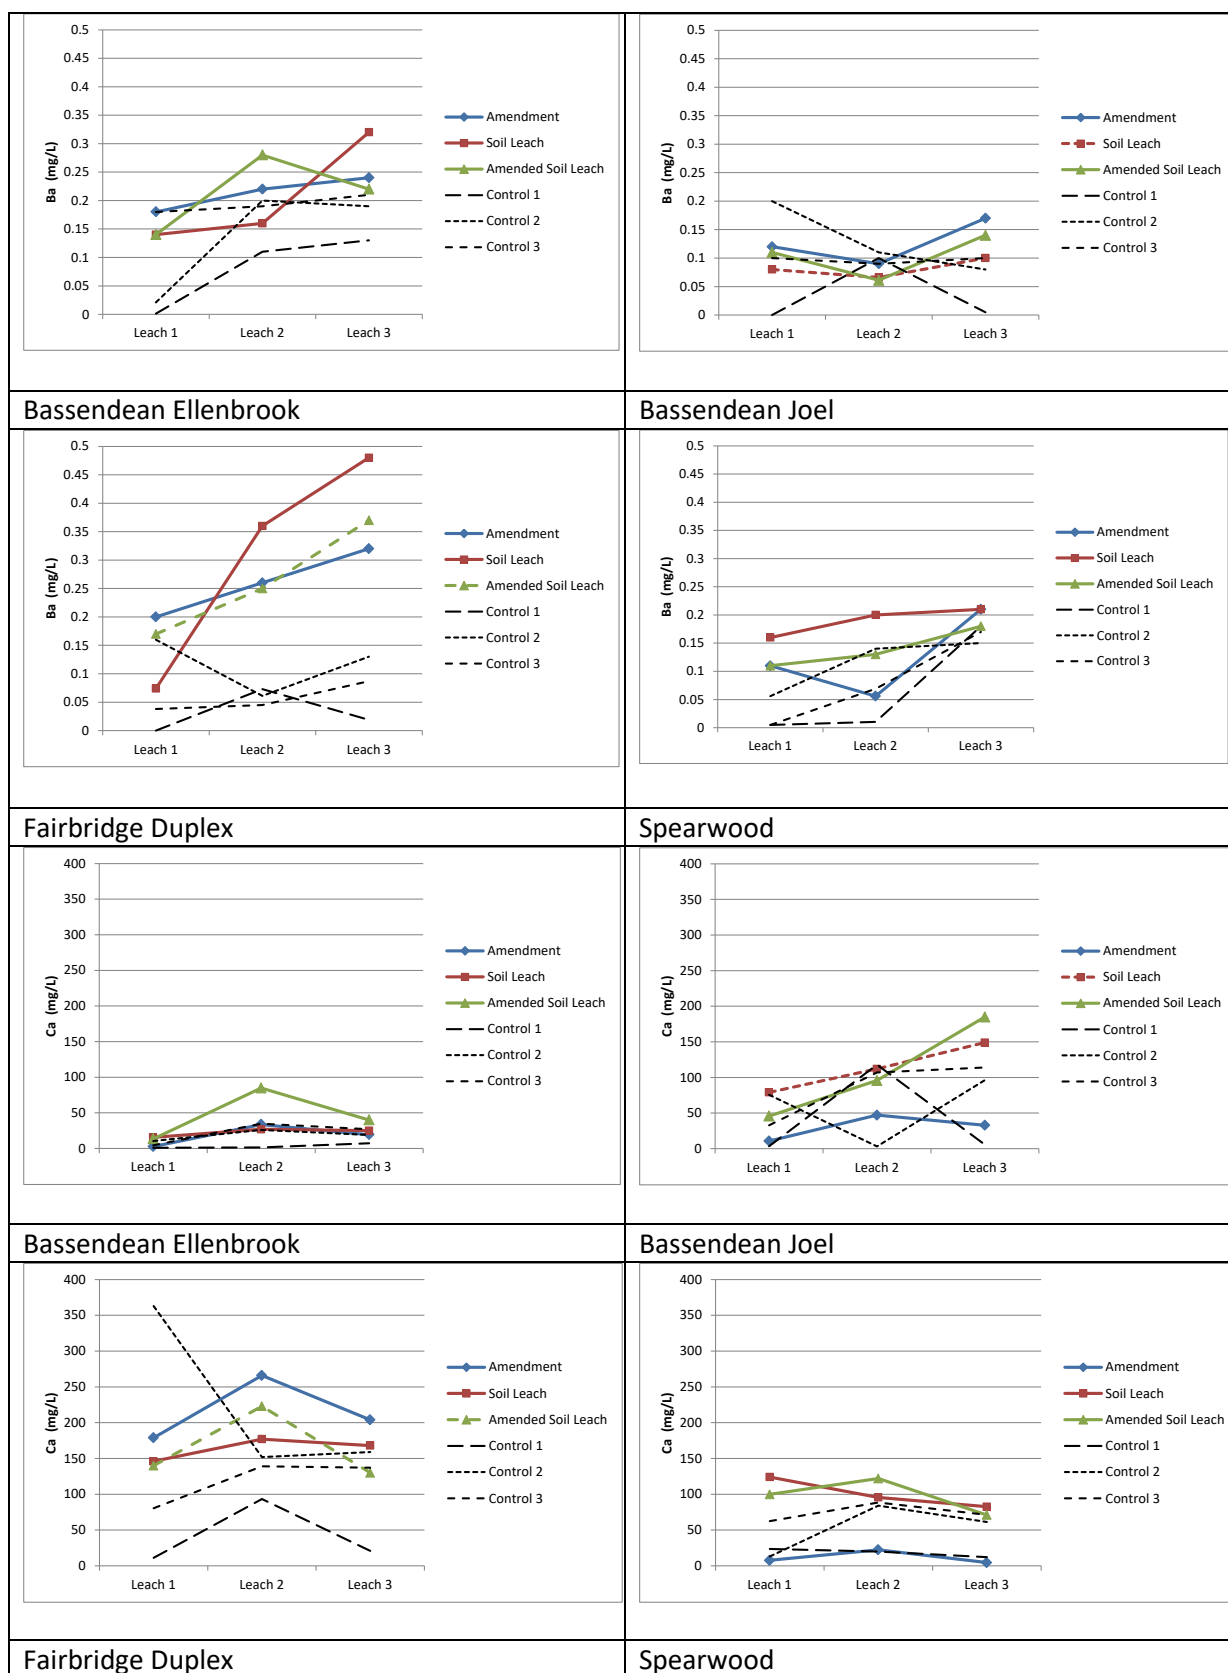 0.5
0.45
0.4
0.35
0.3
0.25
0.2
0.15
0.1
0.05
0
Ba (mg/L)
Leach 1 Leach 2 Leach 3
Amendment
Soil Leach
Amended Soil Leach
Control 1
Control 2
Control 3
0.5
0.45
0.4
0.35
0.3
0.25
0.2
0.15
0.1
0.05
0
Ba (mg/L)
Leach 1 Leach 2 Leach 3
Amendment
Soil Leach
Amended Soil Leach
Control 1
Control 2
Control 3
Bassendean Ellenbrook
Bassendean Joel
0.5
0.45
0.4
0.35
0.3
0.25
0.2
0.15
0.1
0.05
0
Ba (mg/L)
Leach 1 Leach 2 Leach 3
Amendment
Soil Leach
Amended Soil Leach
Control 1
Control 2
Control 3
0.5
0.45
0.4
0.35
0.3
0.25
0.2
0.15
0.1
0.05
0
Ba (mg/L)
Leach 1 Leach 2 Leach 3
Amendment
Soil Leach
Amended Soil Leach
Control 1
Control 2
Control 3
Fairbridge Duplex
Spearwood
400
350
300
250
200
150
100
50
0
Ca (mg/L)
Leach 1 Leach 2 Leach 3
Amendment
Soil Leach
Amended Soil Leach
Control 1
Control 2
Control 3
400
350
300
250
200
150
100
50
0
Ca (mg/L)
Leach 1 Leach 2 Leach 3
Amendment
Soil Leach
Amended Soil Leach
Control 1
Control 2
Control 3
Bassendean Ellenbrook
Bassendean Joel
400
350
300
250
200
150
100
50
0
Ca (mg/L)
Leach 1 Leach 2 Leach 3
Amendment
Soil Leach
Amended Soil Leach
Control 1
Control 2
Control 3
400
350
300
250
200
150
100
50
0
Ca (mg/L)
Leach 1 Leach 2 Leach 3
Amendment
Soil Leach
Amended Soil Leach
Control 1
Control 2
Control 3
Fairbridge Duplex
Spearwood